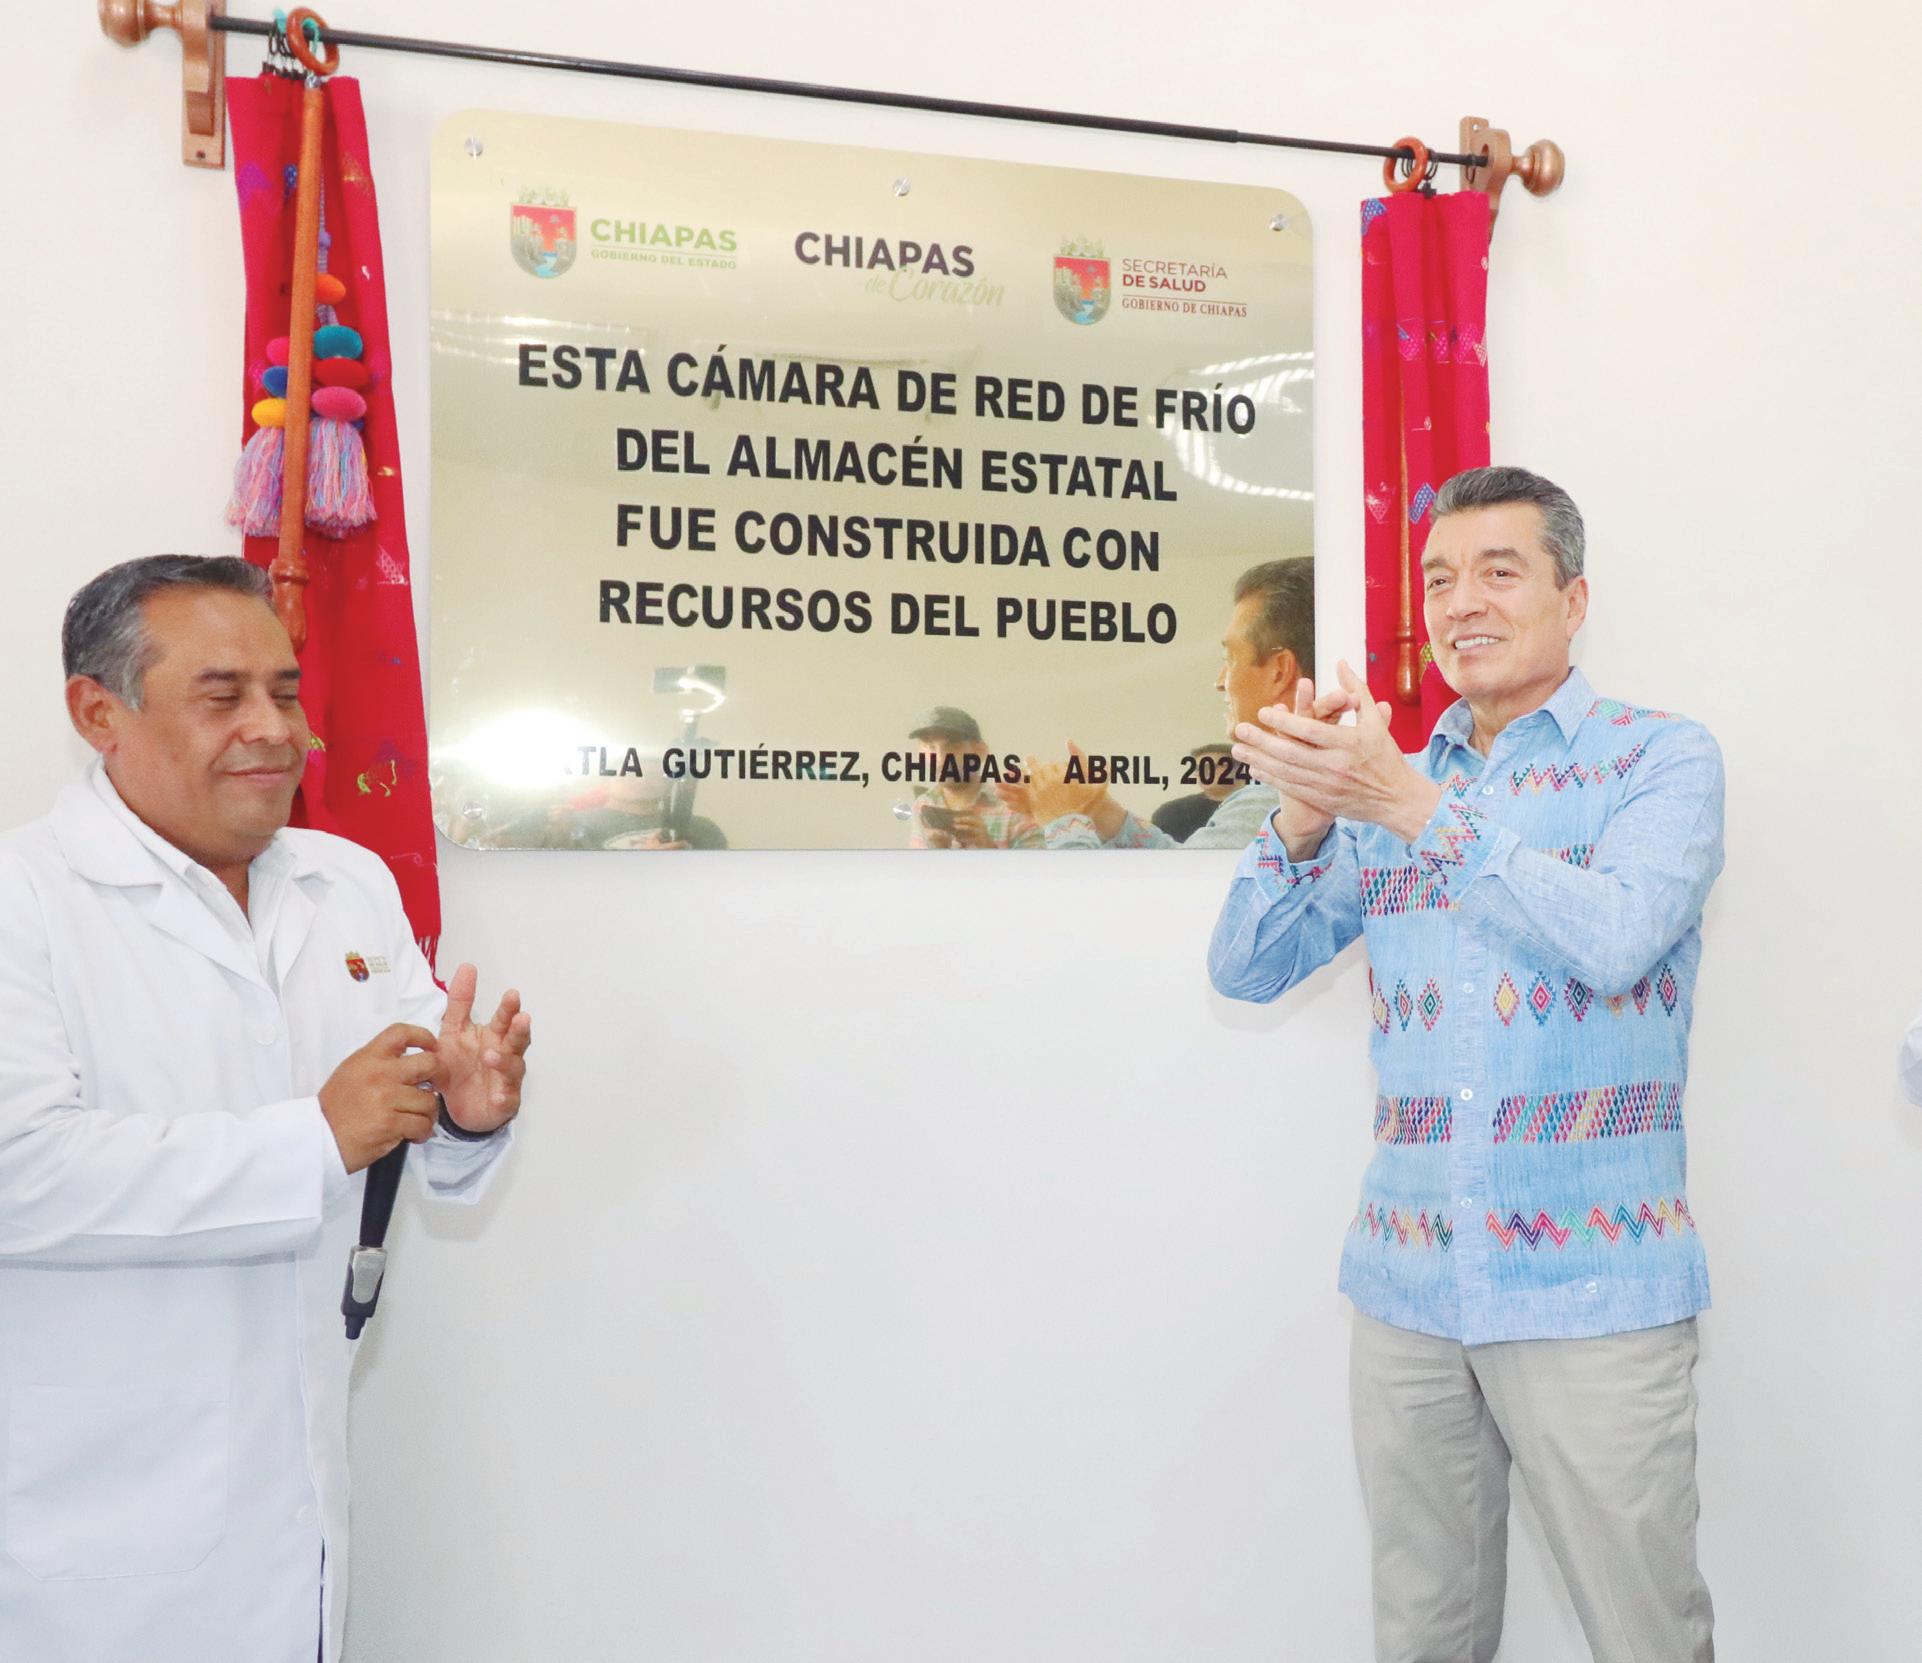 CHIAPAS
GOBIERNO DEL ESTADO
CHIAPAS
de Corazón
SECRETARÍA
DE SALUD
GOBIERNO DE CHIAPAS
ESTA CÁMARA DE RED DE FRÍO
DEL ALMACÉN ESTATAL
FUE CONSTRUIDA CON
RECURSOS DEL PUEBLO
GUTIÉRREZ, CHIAPAS. ABRIL, 2024.